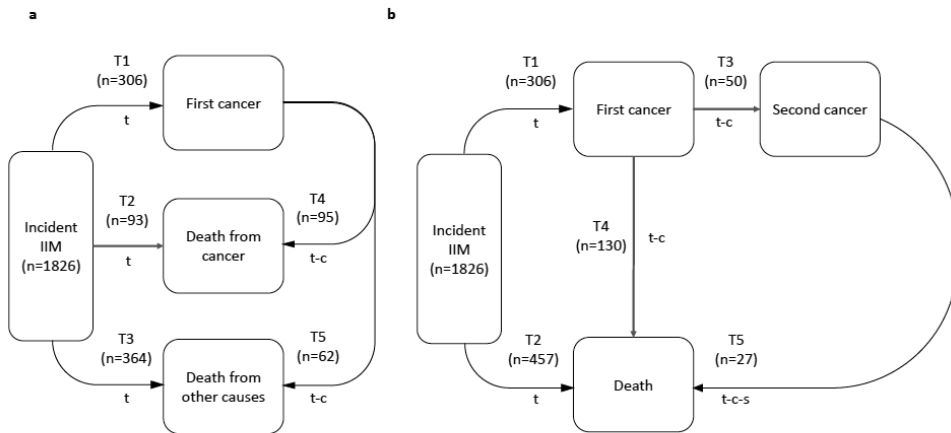 a
T1
(n=306)
First cancer
t
Incident
IIM
(n=1826)
T2
(n=93)
t
Death from
cancer
T4
(n=95)
t-c
T3
(n=364)
t
Death from
other causes
T5
(n=62)
t-c
b
T1
(n=306)
First cancer
t
T3
(n=50)
t-c
Second cancer
Incident
IIM
(n=1826)
T4
(n=130)
t-c
T2
(n=457)
t
Death
T5
(n=27)
t-c-s